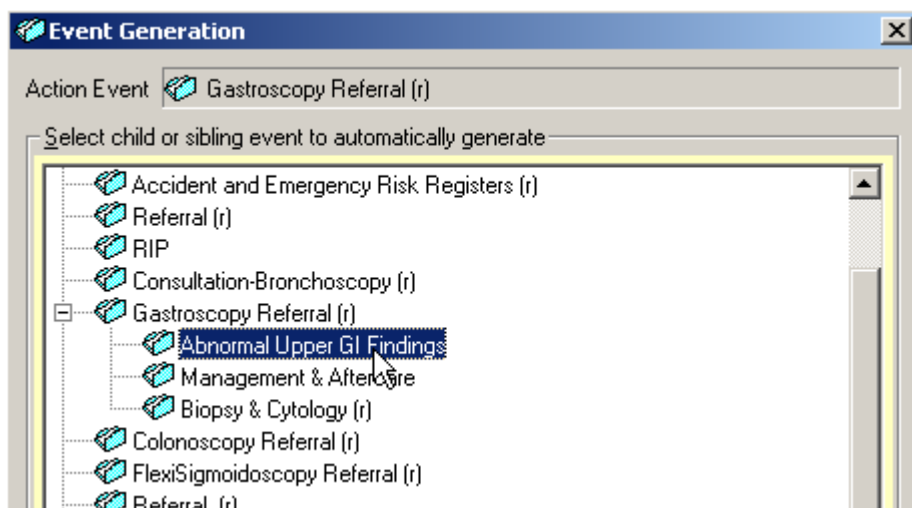 Event Generation
Action Event Gastroscopy Referral (r)
Select child or sibling event to automatically generate
Accident and Emergency Risk Registers (r)
Referral (r)
RIP
Consultation-Bronchoscopy (r)
Gastroscopy Referral (r)
Abnormal Upper GI Findings
Management & Aftercare
Biopsy & Cytology (r)
Colonoscopy Referral (r)
FlexiSigmoidoscopy Referral (r)
Referral (r)